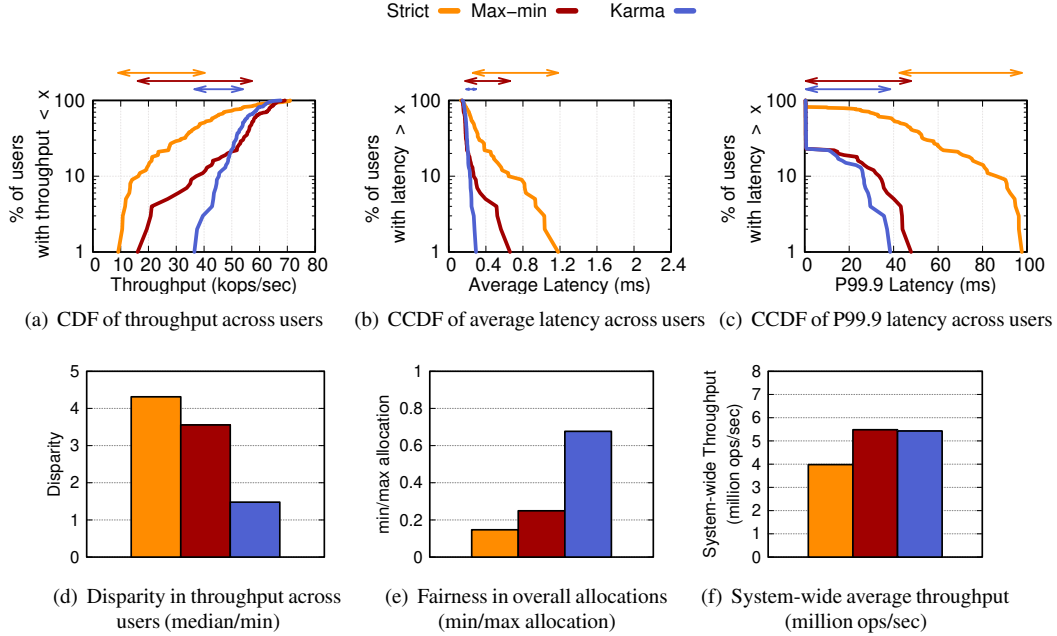 Strict Max-min Karma
% of users
with throughput < x
100
10
1
0 10 20 30 40 50 60 70 80
Throughput (kops/sec)
% of users
with latency > x
100
10
1
0 0.4 0.8 1.2 1.6 2 2.4
Average Latency (ms)
% of users
with latency > x
100
10
1
0 20 40 60 80 100
P99.9 Latency (ms)
(a) CDF of throughput across users
(b) CCDF of average latency across users
(c) CCDF of P99.9 latency across users
Disparity
5
4
3
2
1
0
min/max allocation
1
0.8
0.6
0.4
0.2
0
System-wide Throughput
(million ops/sec)
8
7
6
5
4
3
2
1
0
(d) Disparity in throughput across
users (median/min)
(e) Fairness in overall allocations
(min/max allocation)
(f) System-wide average throughput
(million ops/sec)